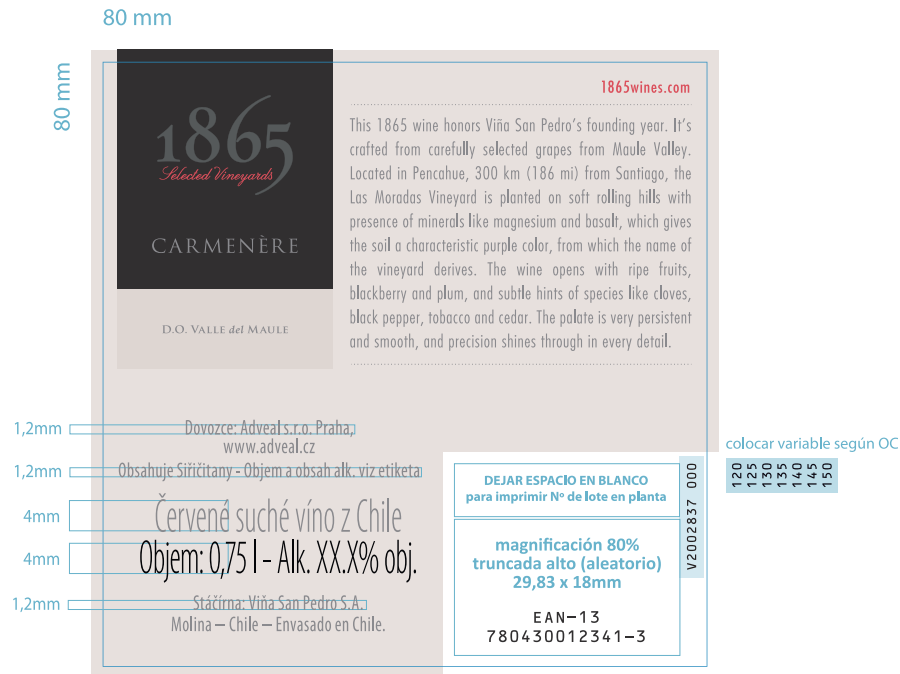 80 mm
80 mm
1865
Selected Vineyards
CARMENÈRE
D.O. VALLE del MAULE
1865wines.com
This 1865 wine honors Viña San Pedro's founding year. It's
crafted from carefully selected grapes from Maule Valley.
Located in Pencahue, 300 km (186 mi) from Santiago, the
Las Moradas Vineyard is planted on soft rolling hills with
presence of minerals like magnesium and basalt, which gives
the soil a characteristic purple color, from which the name of
the vineyard derives. The wine opens with ripe fruits,
blackberry and plum, and subtle hints of species like cloves,
black pepper, tobacco and cedar. The palate is very persistent
and smooth, and precision shines through in every detail.
1,2mm
Dovozce: Adveal s.r.o. Praha,
www.adveal.cz
1,2mm
Obsahuje Siřičitany - Objem a obsah alk. viz etiketa
4mm
Červené suché víno z Chile
4mm
Objem: 0,75 l – Alk. XX.X% obj.
1,2mm
Stáčírna: Viña San Pedro S.A.
Molina – Chile – Envasado en Chile.
DEJAR ESPACIO EN BLANCO
para imprimir Nº de lote en planta
magnificación 80%
truncada alto (aleatorio)
29,83 x 18mm
EAN-13
780430012341-3
V2002837 000
colocar variable según OC
120
125
130
135
140
145
150